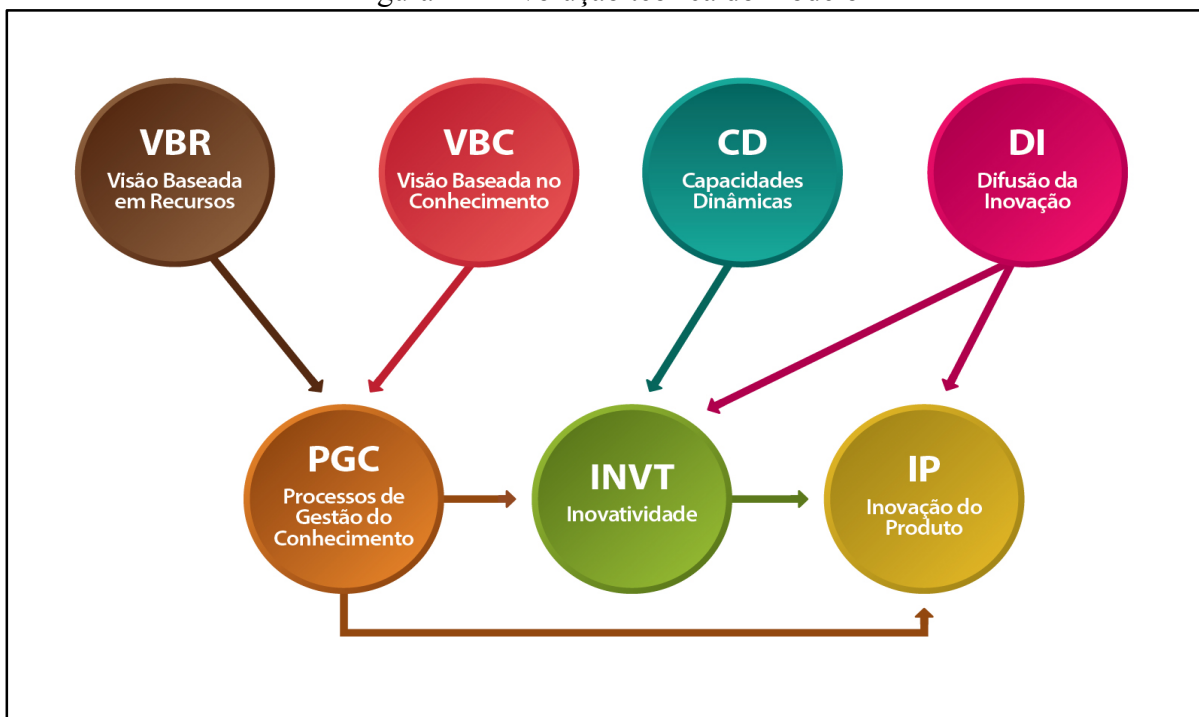 VBR
Visão Baseada
em Recursos
VBC
Visão Baseada no
Conhecimento
CD
Capacidades
Dinâmicas
DI
Difusão da
Inovação
PGC
Processos de
Gestão do
Conhecimento
INVT
Inovatividade
IP
Inovação do
Produto